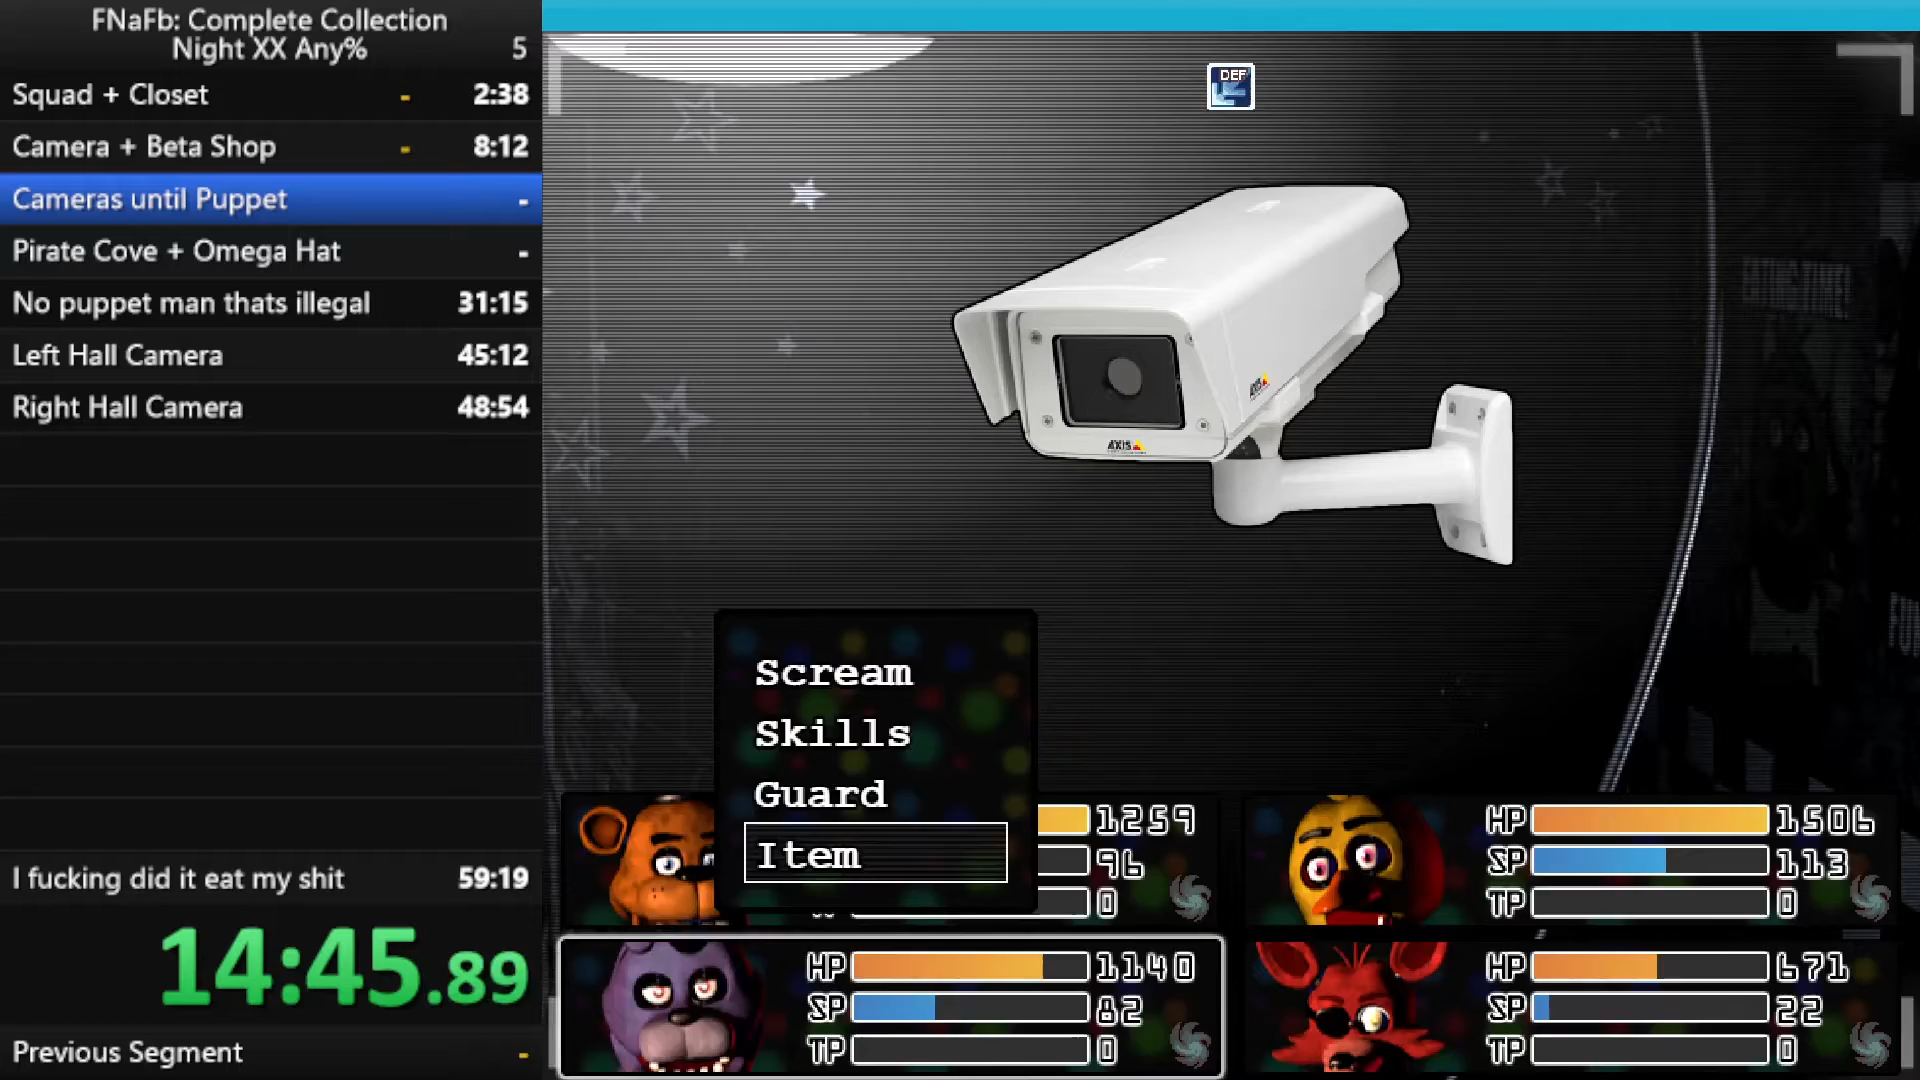 FNaFb: Complete Collection
Night XX Any% 5
Squad + Closet - 2:38
Camera + Beta Shop - 8:12
Cameras until Puppet -
Pirate Cove + Omega Hat -
No puppet man thats illegal 31:15
Left Hall Camera 45:12
Right Hall Camera 48:54
I fucking did it eat my shit 59:19
14:45.89
Previous Segment -
DEF
EATING TIME!
AXIS
AXIS
Scream
Skills
Guard
Item
1259
96
0
HP 1506
SP 113
TP 0
HP 1140
SP 82
TP 0
HP 671
SP 22
TP 0